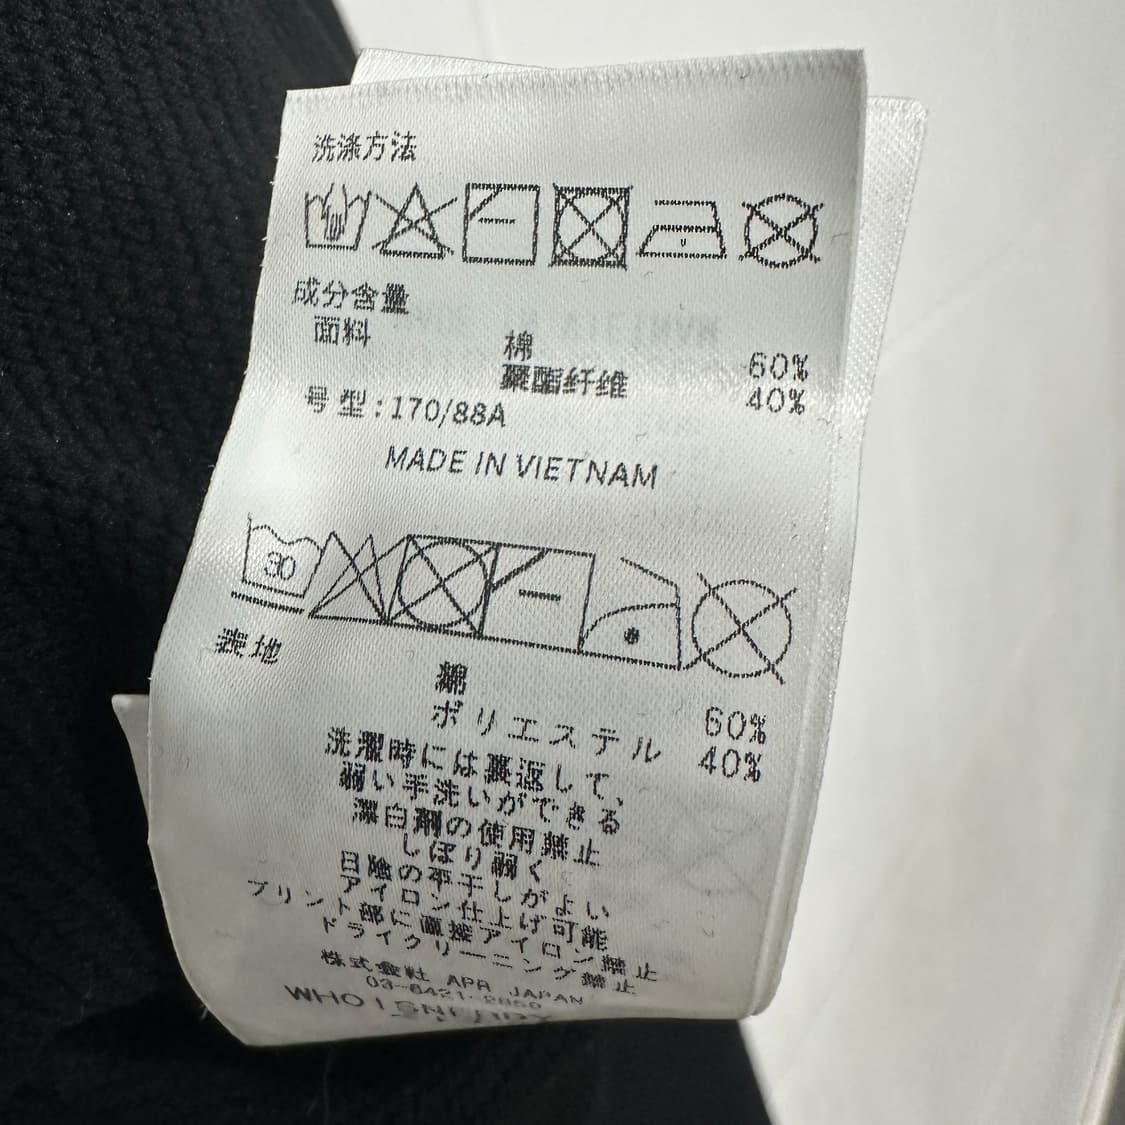 洗涤方法
成分含量
面料
棉 60%
聚酯纤维 40%
号型:170/88A
MADE IN VIETNAM
30
表地
綿 60%
ポリエステル 40%
洗濯時には裏返して、
弱い手洗いができる
漂白剤の使用禁止
しぼり弱く
日陰の平干しがよい
アイロン仕上げ可能
プリント部に直接アイロン禁止
ドライクリーニング禁止
株式会社 APR JAPAN
03-6421-2850
WHO I